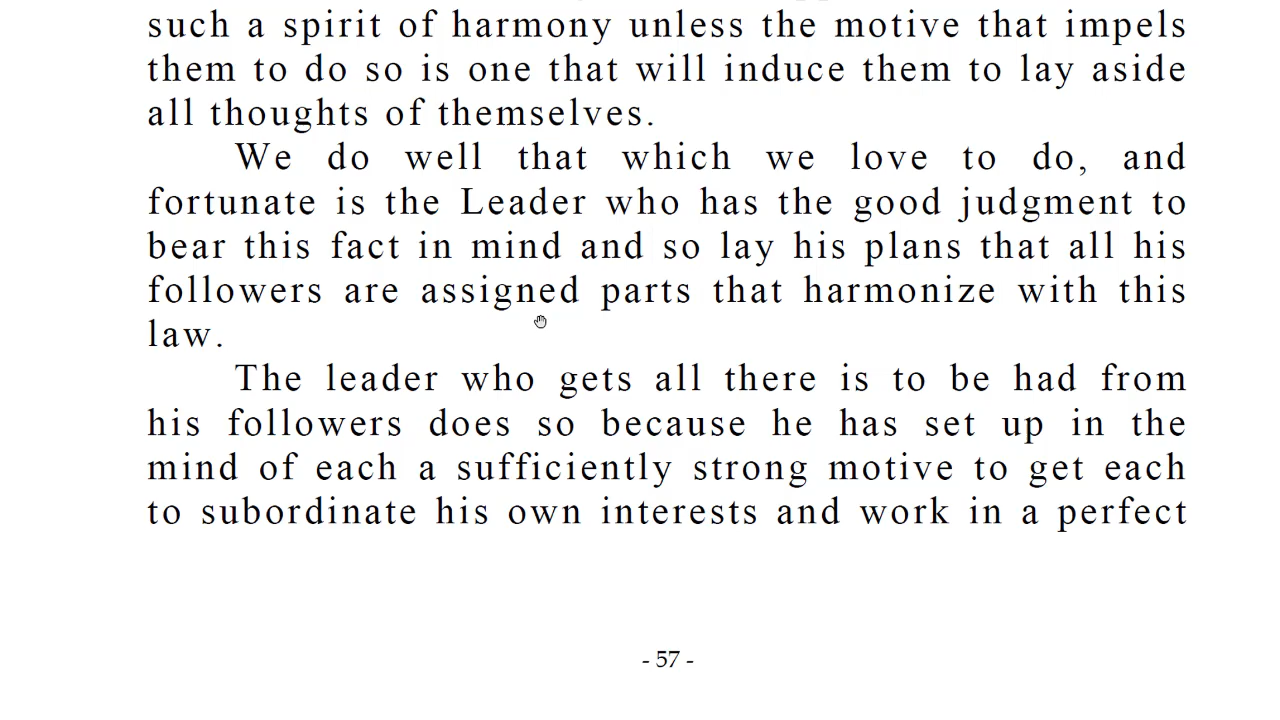 such a spirit of harmony unless the motive that impels
them to do so is one that will induce them to lay aside
all thoughts of themselves.
We do well that which we love to do, and
fortunate is the Leader who has the good judgment to
bear this fact in mind and so lay his plans that all his
followers are assigned parts that harmonize with this
law.
The leader who gets all there is to be had from
his followers does so because he has set up in the
mind of each a sufficiently strong motive to get each
to subordinate his own interests and work in a perfect
- 57 -